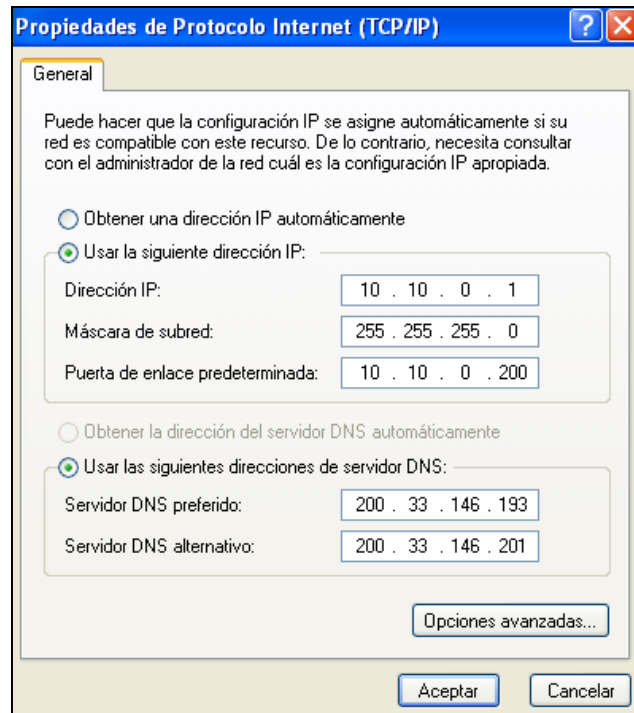 Propiedades de Protocolo Internet (TCP/IP)
General
Puede hacer que la configuración IP se asigne automáticamente si su
red es compatible con este recurso. De lo contrario, necesita consultar
con el administrador de la red cuál es la configuración IP apropiada.
Obtener una dirección IP automáticamente
Usar la siguiente dirección IP:
Dirección IP: 10 . 10 . 0 . 1
Máscara de subred: 255 . 255 . 255 . 0
Puerta de enlace predeterminada: 10 . 10 . 0 . 200
Obtener la dirección del servidor DNS automáticamente
Usar las siguientes direcciones de servidor DNS:
Servidor DNS preferido: 200 . 33 . 146 . 193
Servidor DNS alternativo: 200 . 33 . 146 . 201
Opciones avanzadas...
Aceptar Cancelar